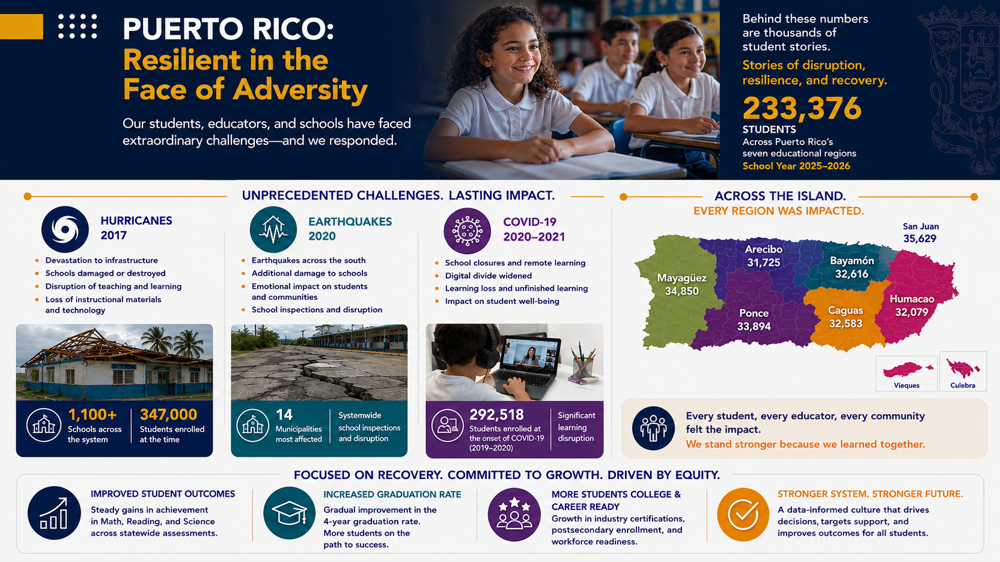 PUERTO RICO:
Resilient in the
Face of Adversity
Our students, educators, and schools have faced
extraordinary challenges—and we responded.
Behind these numbers
are thousands of
student stories.
Stories of disruption,
resilience, and recovery.
233,376
STUDENTS
Across Puerto Rico's
seven educational regions
School Year 2025–2026
UNPRECEDENTED CHALLENGES. LASTING IMPACT.
HURRICANES
2017
Devastation to infrastructure
Schools damaged or destroyed
Disruption of teaching and learning
Loss of instructional materials
and technology
1,100+
Schools across
the system
347,000
Students enrolled
at the time
EARTHQUAKES
2020
Earthquakes across the south
Additional damage to schools
Emotional impact on students
and communities
School inspections and disruption
14
Municipalities
most affected
Systemwide
school inspections
and disruption
COVID-19
2020–2021
School closures and remote learning
Digital divide widened
Learning loss and unfinished learning
Impact on student well-being
292,518
Students enrolled at
the onset of COVID-19
(2019–2020)
Significant
learning
disruption
ACROSS THE ISLAND.
EVERY REGION WAS IMPACTED.
San Juan
35,629
Arecibo
31,725
Bayamón
32,616
Mayagüez
34,850
Humacao
32,079
Ponce
33,894
Caguas
32,583
Vieques
Culebra
Every student, every educator, every community
felt the impact.
We stand stronger because we learned together.
FOCUSED ON RECOVERY. COMMITTED TO GROWTH. DRIVEN BY EQUITY.
IMPROVED STUDENT OUTCOMES
Steady gains in achievement
in Math, Reading, and Science
across statewide assessments.
INCREASED GRADUATION RATE
Gradual improvement in the
4-year graduation rate.
More students on the
path to success.
MORE STUDENTS COLLEGE &
CAREER READY
Growth in industry certifications,
postsecondary enrollment, and
workforce readiness.
STRONGER SYSTEM. STRONGER FUTURE.
A data-informed culture that drives
decisions, targets support, and
improves outcomes for all students.